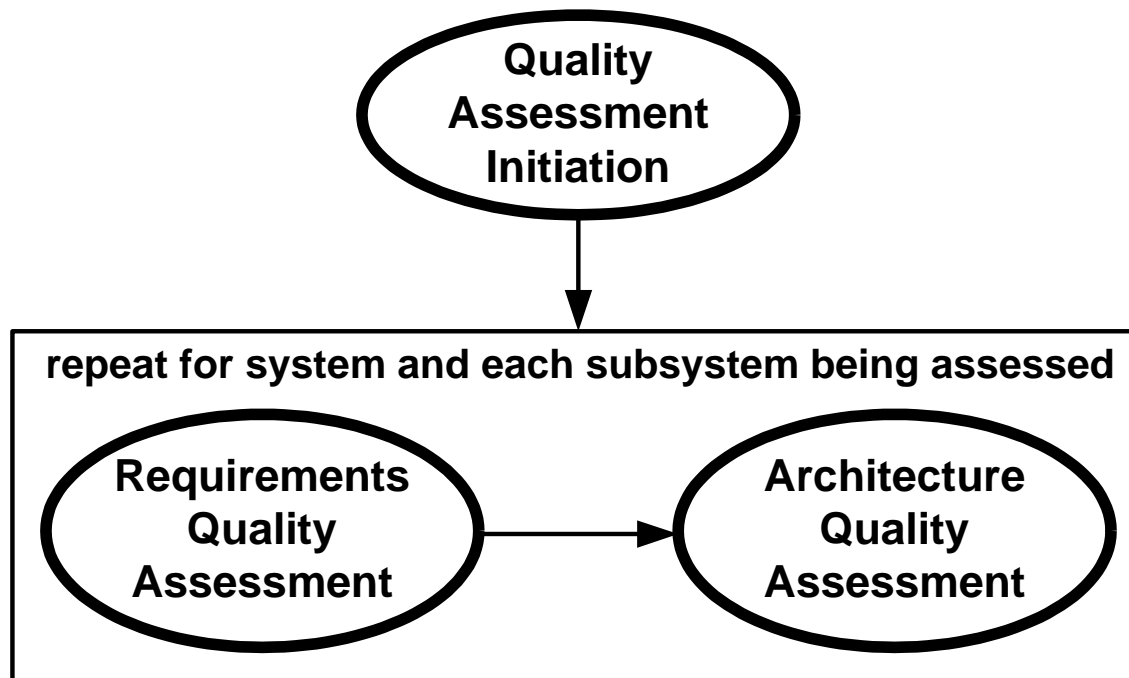 Quality
Assessment
Initiation
repeat for system and each subsystem being assessed
Requirements
Quality
Assessment
Architecture
Quality
Assessment